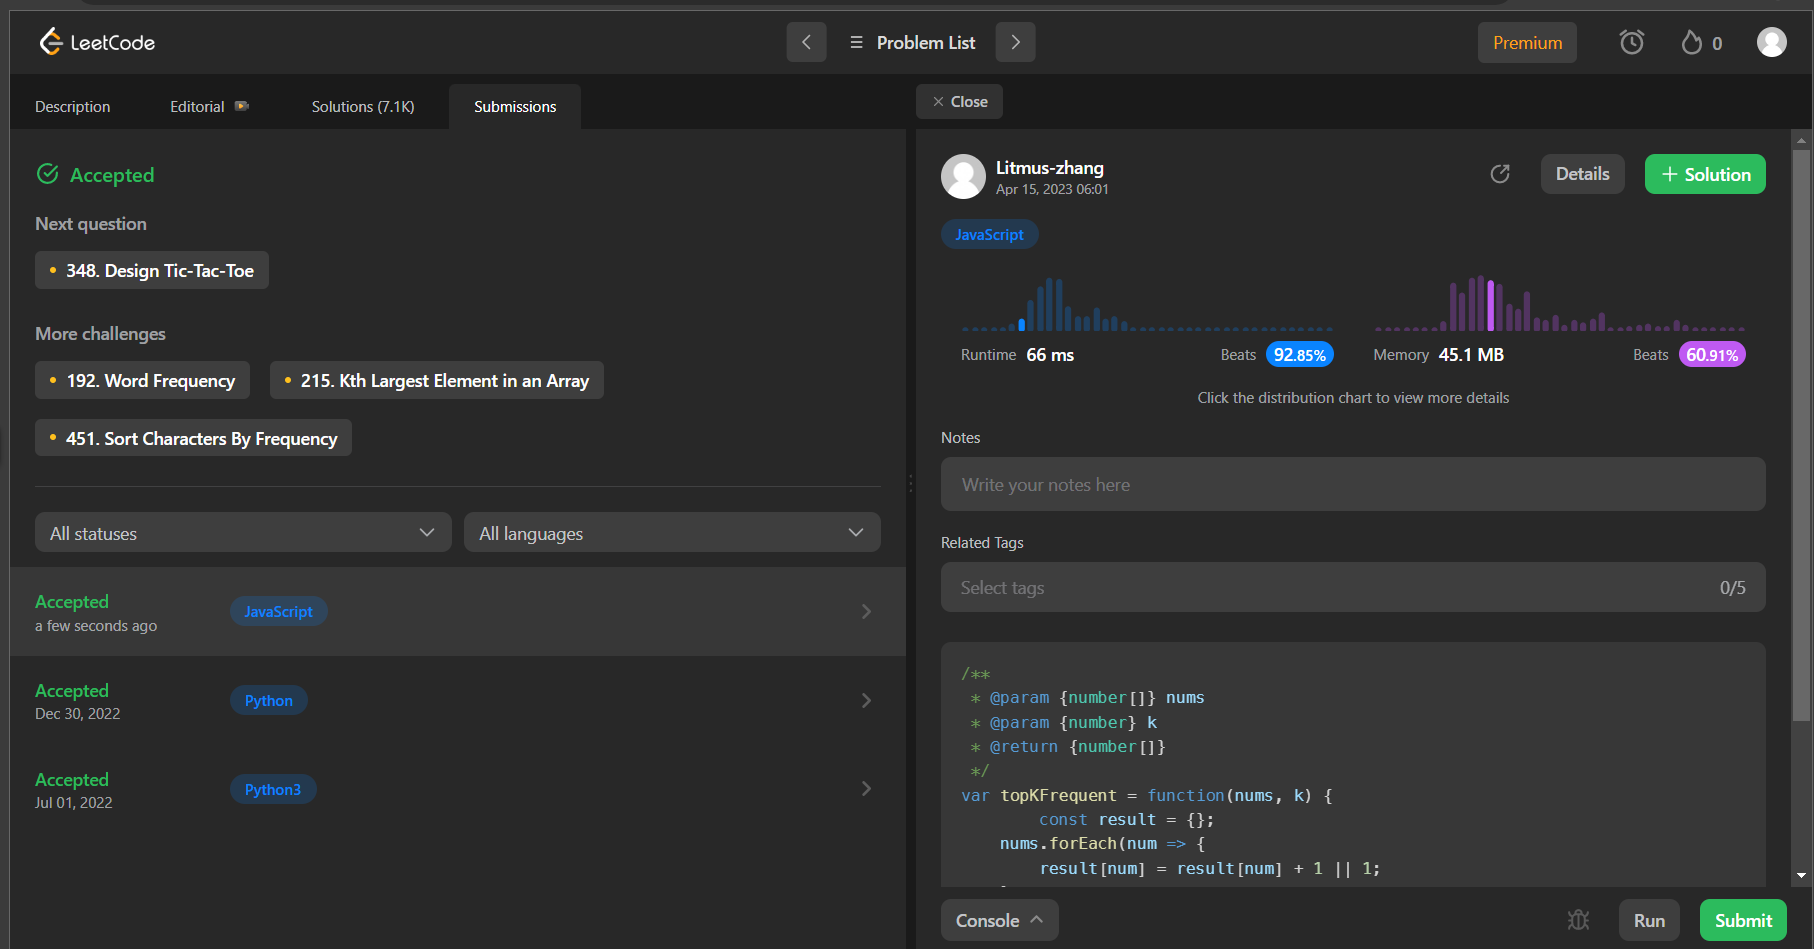 LeetCode
Problem List
Premium
0
Description
Editorial
Solutions (7.1K)
Submissions
Close
Accepted
Next question
348. Design Tic-Tac-Toe
More challenges
192. Word Frequency
215. Kth Largest Element in an Array
451. Sort Characters By Frequency
All statuses
All languages
Accepted
a few seconds ago
JavaScript
Accepted
Dec 30, 2022
Python
Accepted
Jul 01, 2022
Python3
Litmus-zhang
Apr 15, 2023 06:01
Details
+ Solution
JavaScript
Runtime 66 ms
Beats 92.85%
Memory 45.1 MB
Beats 60.91%
Click the distribution chart to view more details
Notes
Write your notes here
Related Tags
Select tags
0/5
/**
 * @param {number[]} nums
 * @param {number} k
 * @return {number[]}
 */
var topKFrequent = function(nums, k) {
        const result = {};
    nums.forEach(num => {
        result[num] = result[num] + 1 || 1;
Console
Run
Submit